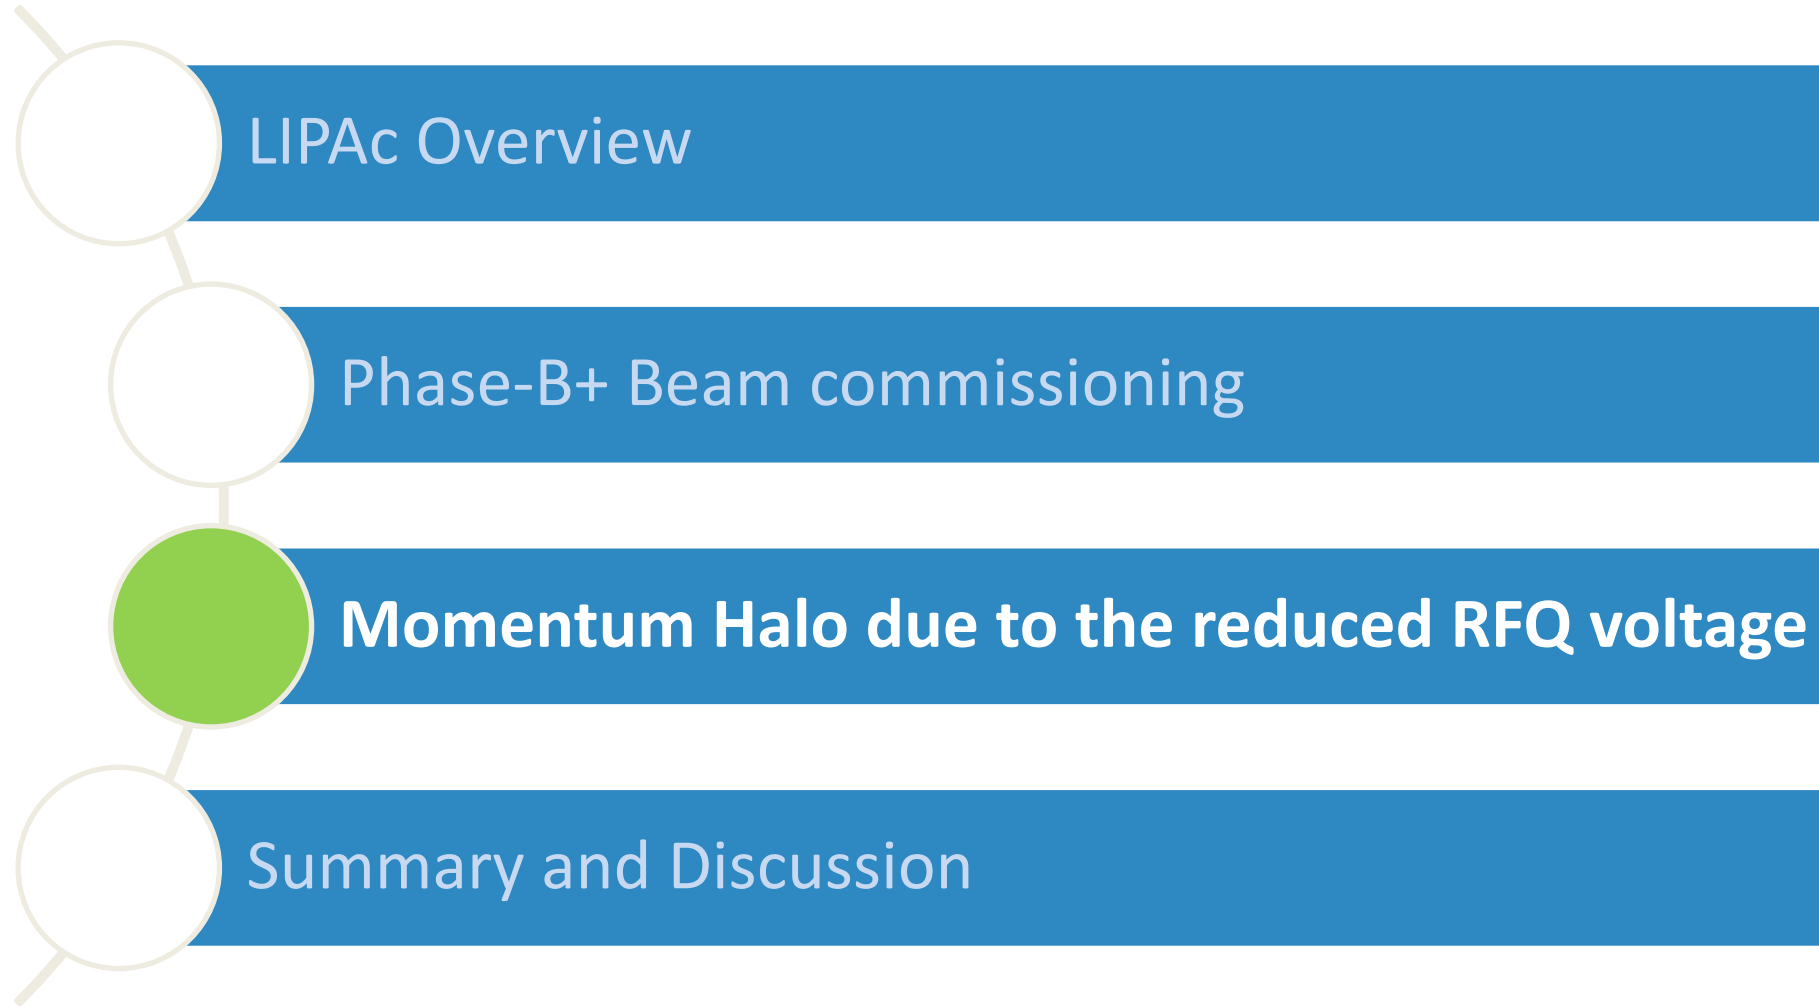 LIPAc Overview
Phase-B+ Beam commissioning
Momentum Halo due to the reduced RFQ voltage
Summary and Discussion